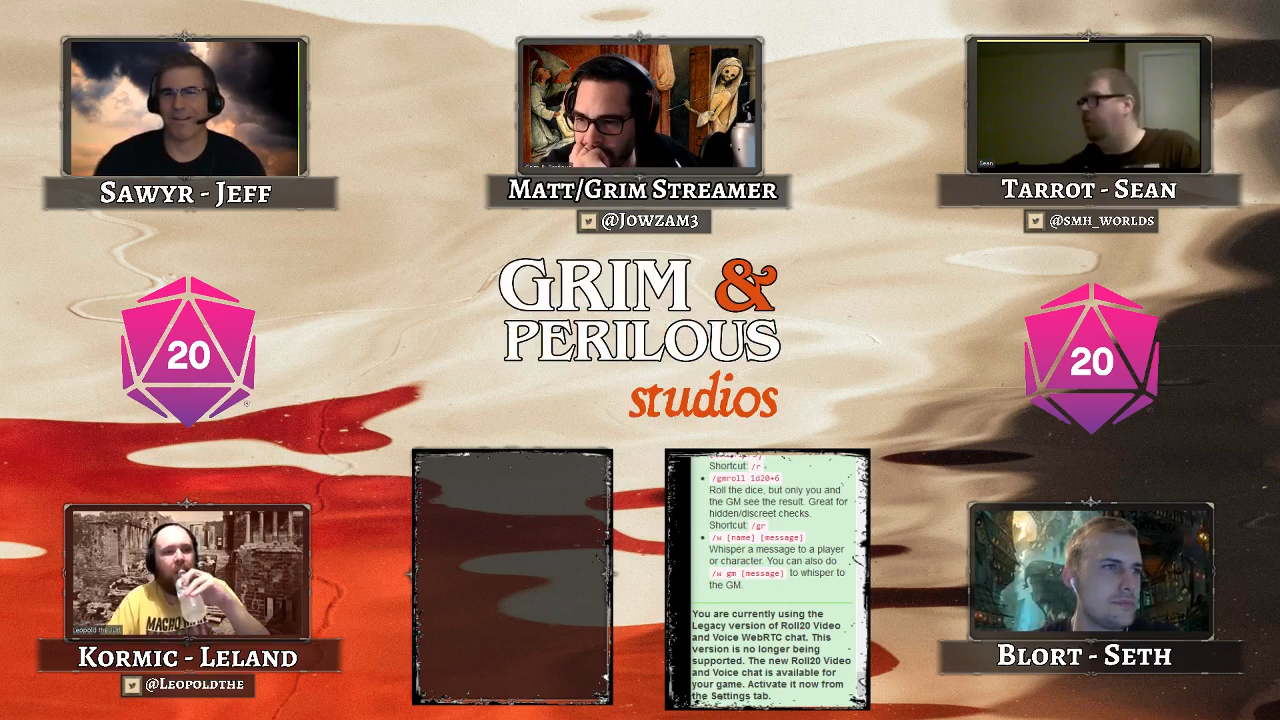 Sawyr - Jeff
Matt/Grim Streamer
@Jowzam3
Sean
Tarrot - Sean
@smh_worlds
GRIM &
PERILOUS
studios
20
20
Shortcut: /r
/gmroll 1d20+6
Roll the dice, but only you and
the GM see the result. Great for
hidden/discreet checks.
Shortcut: /gr
/w [name] [message]
Whisper a message to a player
or character. You can also do
/w gm [message] to whisper to
the GM.
You are currently using the
Legacy version of Roll20 Video
and Voice WebRTC chat. This
version is no longer being
supported. The new Roll20 Video
and Voice chat is available for
your game. Activate it now from
the Settings tab.
Leopold the Just
Kormic - Leland
@Leopoldthe
Blort - Seth